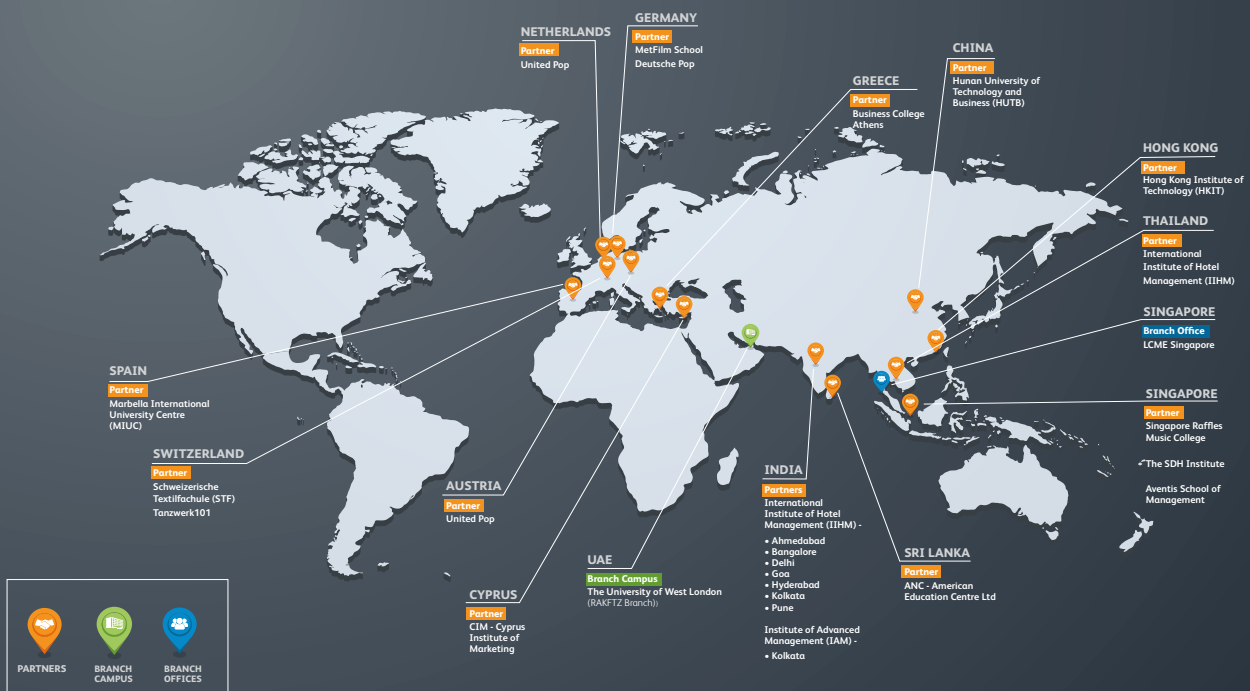 NETHERLANDS
Partner
United Pop
GERMANY
Partner
MetFilm School
Deutsche Pop
CHINA
Partner
Hunan University of
Technology and
Business (HUTB)
GREECE
Partner
Business College
Athens
HONG KONG
Partner
Hong Kong Institute of
Technology (HKIT)
THAILAND
Partner
International
Institute of Hotel
Management (IIHM)
SINGAPORE
Branch Office
LCME Singapore
SINGAPORE
Partner
Singapore Raffles
Music College
The SDH Institute
Aventis School of
Management
SPAIN
Partner
Marbella International
University Centre
(MIUC)
SWITZERLAND
Partner
Schweizerische
Textilfachule (STF)
Tanzwerk101
AUSTRIA
Partner
United Pop
CYPRUS
Partner
CIM - Cyprus
Institute of
Marketing
UAE
Branch Campus
The University of West London
(RAKFTZ Branch))
INDIA
Partners
International
Institute of Hotel
Management (IIHM) -
• Ahmedabad
• Bangalore
• Delhi
• Goa
• Hyderabad
• Kolkata
• Pune
Institute of Advanced
Management (IAM) -
• Kolkata
SRI LANKA
Partner
ANC - American
Education Centre Ltd
PARTNERS
BRANCH
CAMPUS
BRANCH
OFFICES